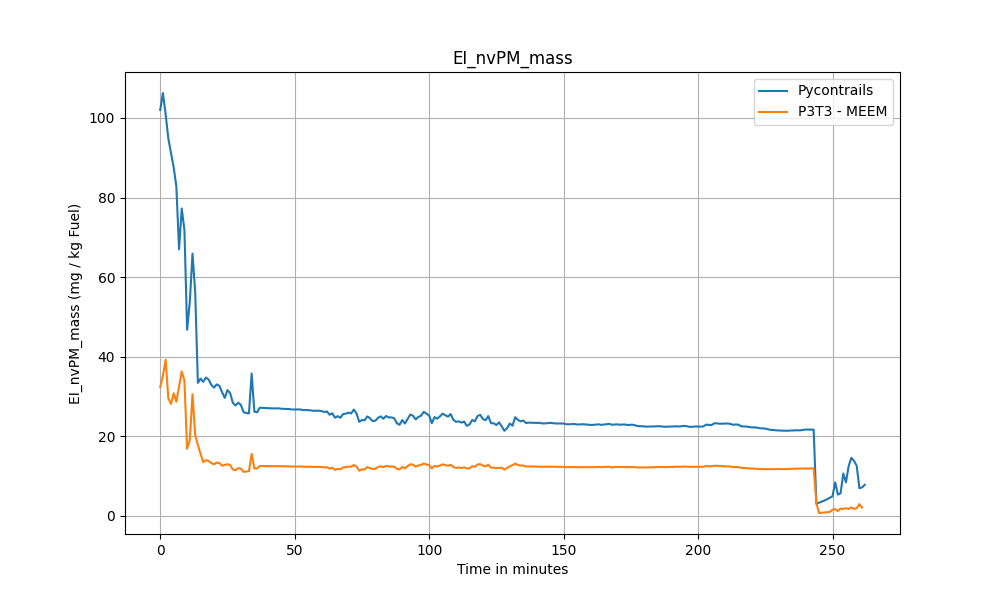 EI_nvPM_mass
Pycontrails
P3T3 - MEEM
EI_nvPM_mass (mg / kg Fuel)
100
80
60
40
20
0
0 50 100 150 200 250
Time in minutes